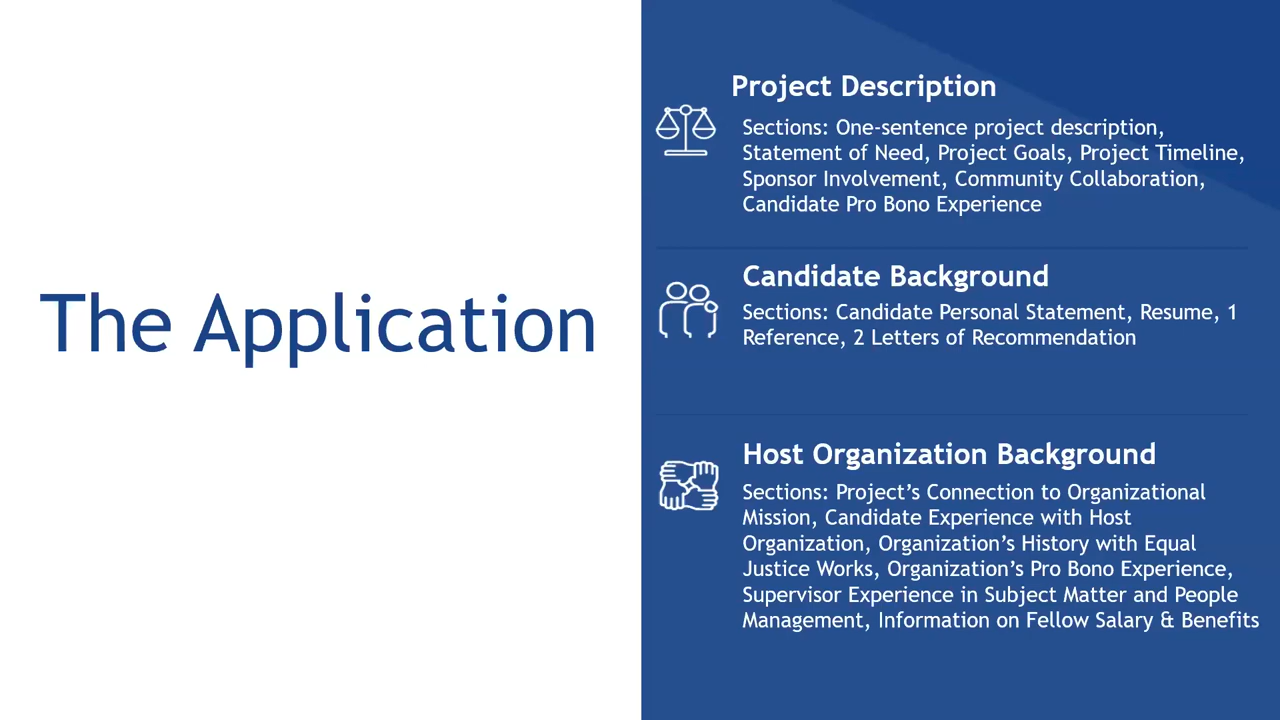 The Application
Project Description
Sections: One-sentence project description,
Statement of Need, Project Goals, Project Timeline,
Sponsor Involvement, Community Collaboration,
Candidate Pro Bono Experience
Candidate Background
Sections: Candidate Personal Statement, Resume, 1
Reference, 2 Letters of Recommendation
Host Organization Background
Sections: Project’s Connection to Organizational
Mission, Candidate Experience with Host
Organization, Organization’s History with Equal
Justice Works, Organization’s Pro Bono Experience,
Supervisor Experience in Subject Matter and People
Management, Information on Fellow Salary & Benefits